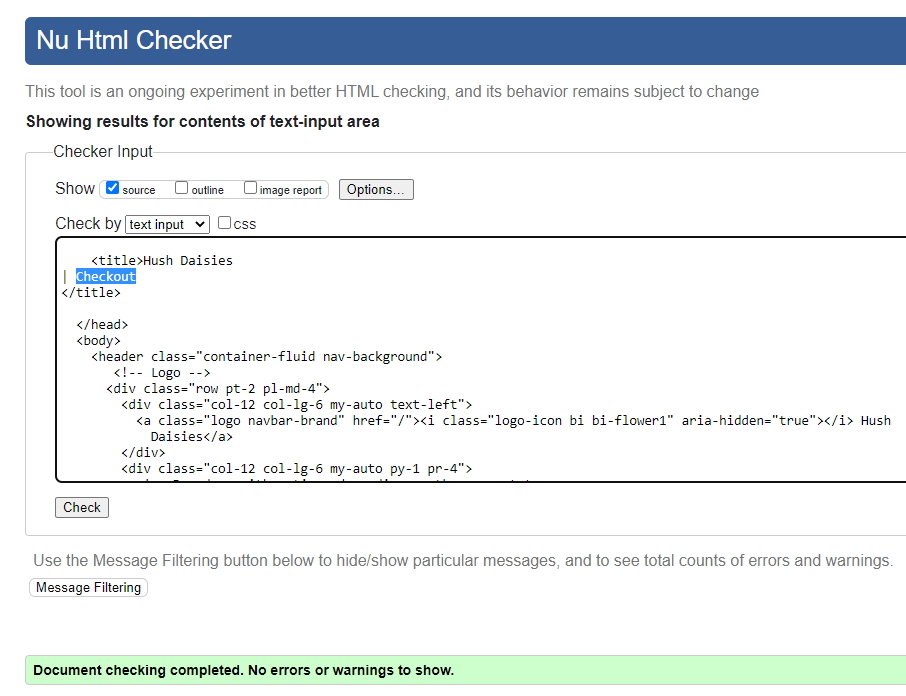 Nu Html Checker
This tool is an ongoing experiment in better HTML checking, and its behavior remains subject to change
Showing results for contents of text-input area
Checker Input
Show source outline image report Options...
Check by text input css
<title>Hush Daisies
| Checkout
</title>
</head>
<body>
<header class="container-fluid nav-background">
<!-- Logo -->
<div class="row pt-2 pl-md-4">
<div class="col-12 col-lg-6 my-auto text-left">
<a class="logo navbar-brand" href="/"><i class="logo-icon bi bi-flower1" aria-hidden="true"></i> Hush
Daisies</a>
</div>
<div class="col-12 col-lg-6 my-auto py-1 pr-4">
Check
Use the Message Filtering button below to hide/show particular messages, and to see total counts of errors and warnings.
Message Filtering
Document checking completed. No errors or warnings to show.